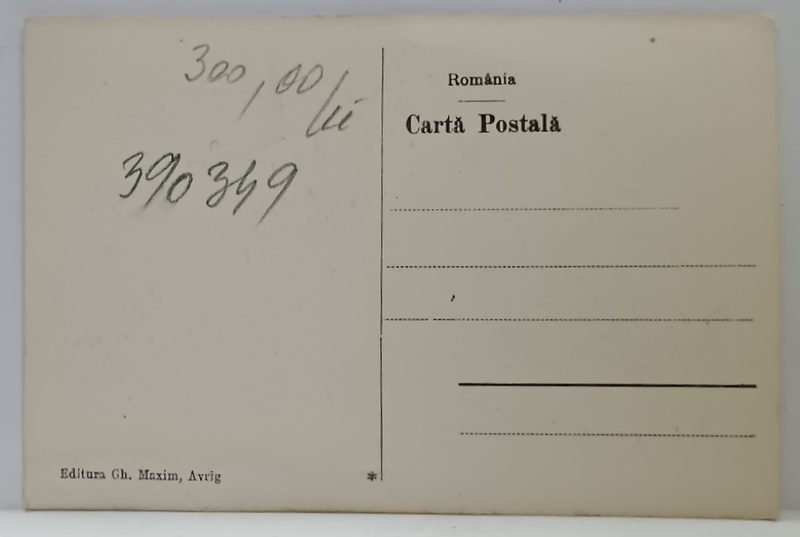 300,00/lei
390349
România
Cartă Postală
Editura Gh. Maxim, Avrig
*